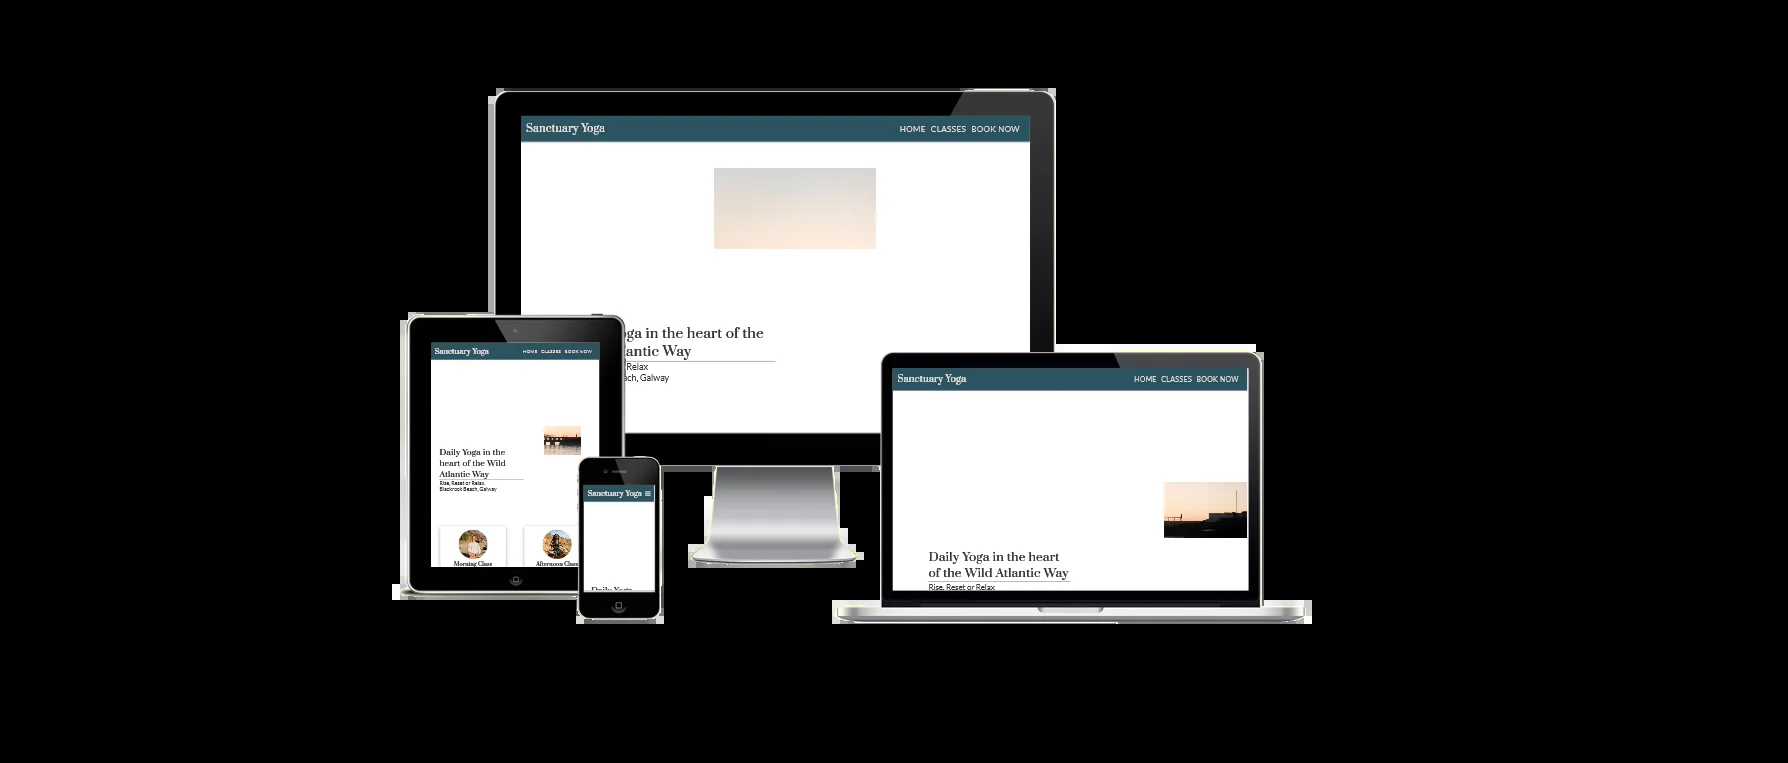 Sanctuary Yoga
HOME CLASSES BOOK NOW
ga in the heart of the
antic Way
Relax
ch, Galway
Sanctuary Yoga
HOME CLASSES BOOK NOW
Daily Yoga in the
heart of the Wild
Atlantic Way
Rise, Reset or Relax
Blackrock Beach, Galway
Morning Class
Afternoon Class
Sanctuary Yoga
Daily Yoga
Sanctuary Yoga
HOME CLASSES BOOK NOW
Daily Yoga in the heart
of the Wild Atlantic Way
Rise, Reset or Relax